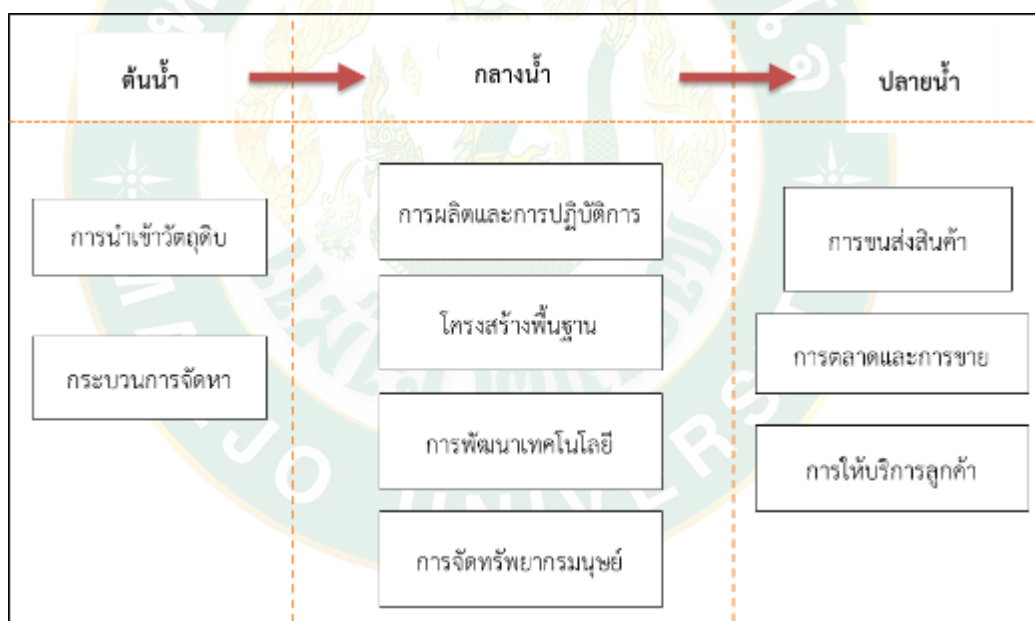 ต้นน้ำ
กลางน้ำ
ปลายน้ำ
การนำเข้าวัตถุดิบ
กระบวนการจัดหา
การผลิตและการปฏิบัติการ
โครงสร้างพื้นฐาน
การพัฒนาเทคโนโลยี
การจัดทรัพยากรมนุษย์
การขนส่งสินค้า
การตลาดและการขาย
การให้บริการลูกค้า